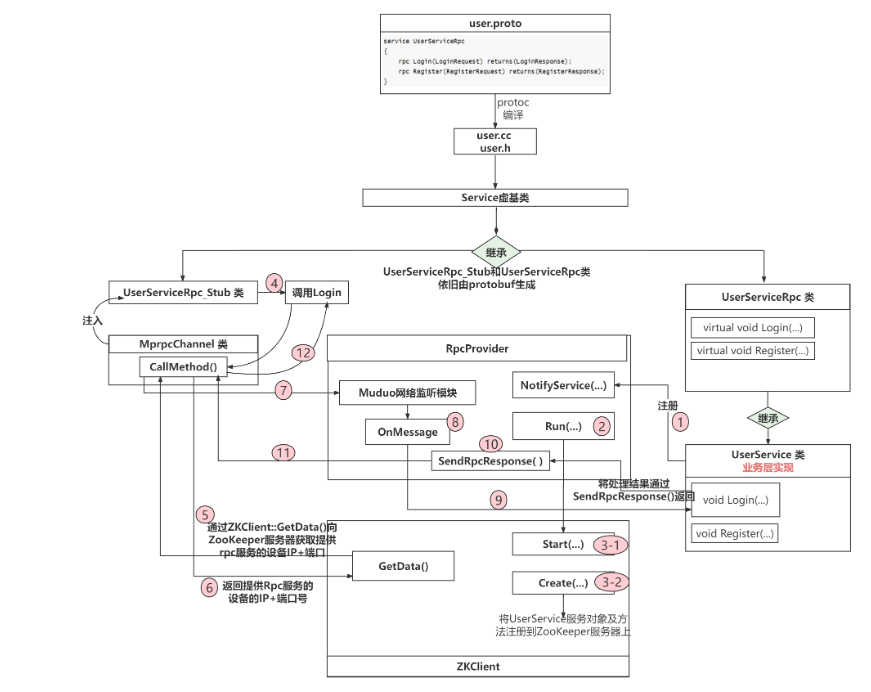 user.proto
service UserServiceRpc
{
rpc Login(LoginRequest) returns(LoginResponse);
rpc Register(RegisterRequest) returns(RegisterResponse);
}
protoc
编译
user.cc
user.h
Service虚基类
继承
UserServiceRpc_Stub和UserServiceRpc类
依旧由protobuf生成
UserServiceRpc_Stub 类
4
调用Login
注入
MprpcChannel 类
CallMethod()
12
7
RpcProvider
Muduo网络监听模块
OnMessage
8
NotifyService(...)
Run(...)
2
10
SendRpcResponse( )
11
9
注册
1
UserServiceRpc 类
virtual void Login(...)
virtual void Register(...)
继承
UserService 类
业务层实现
void Login(...)
void Register(...)
将处理结果通过
SendRpcResponse()返回
5
通过ZKClient::GetData()向
ZooKeeper服务器获取提供
rpc服务的设备IP+端口
6
返回提供Rpc服务的
设备的IP+端口号
GetData()
Start(...)
3-1
Create(...)
3-2
将UserService服务对象及方
法注册到ZooKeeper服务器上
ZKClient